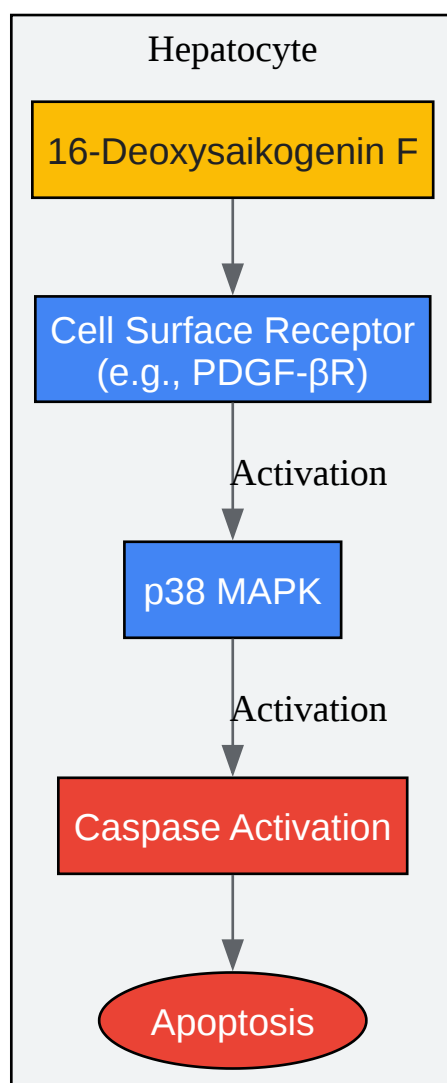 Hepatocyte
16-Deoxysaikogenin F
Cell Surface Receptor
(e.g., PDGF-βR)
Activation
p38 MAPK
Activation
Caspase Activation
Apoptosis